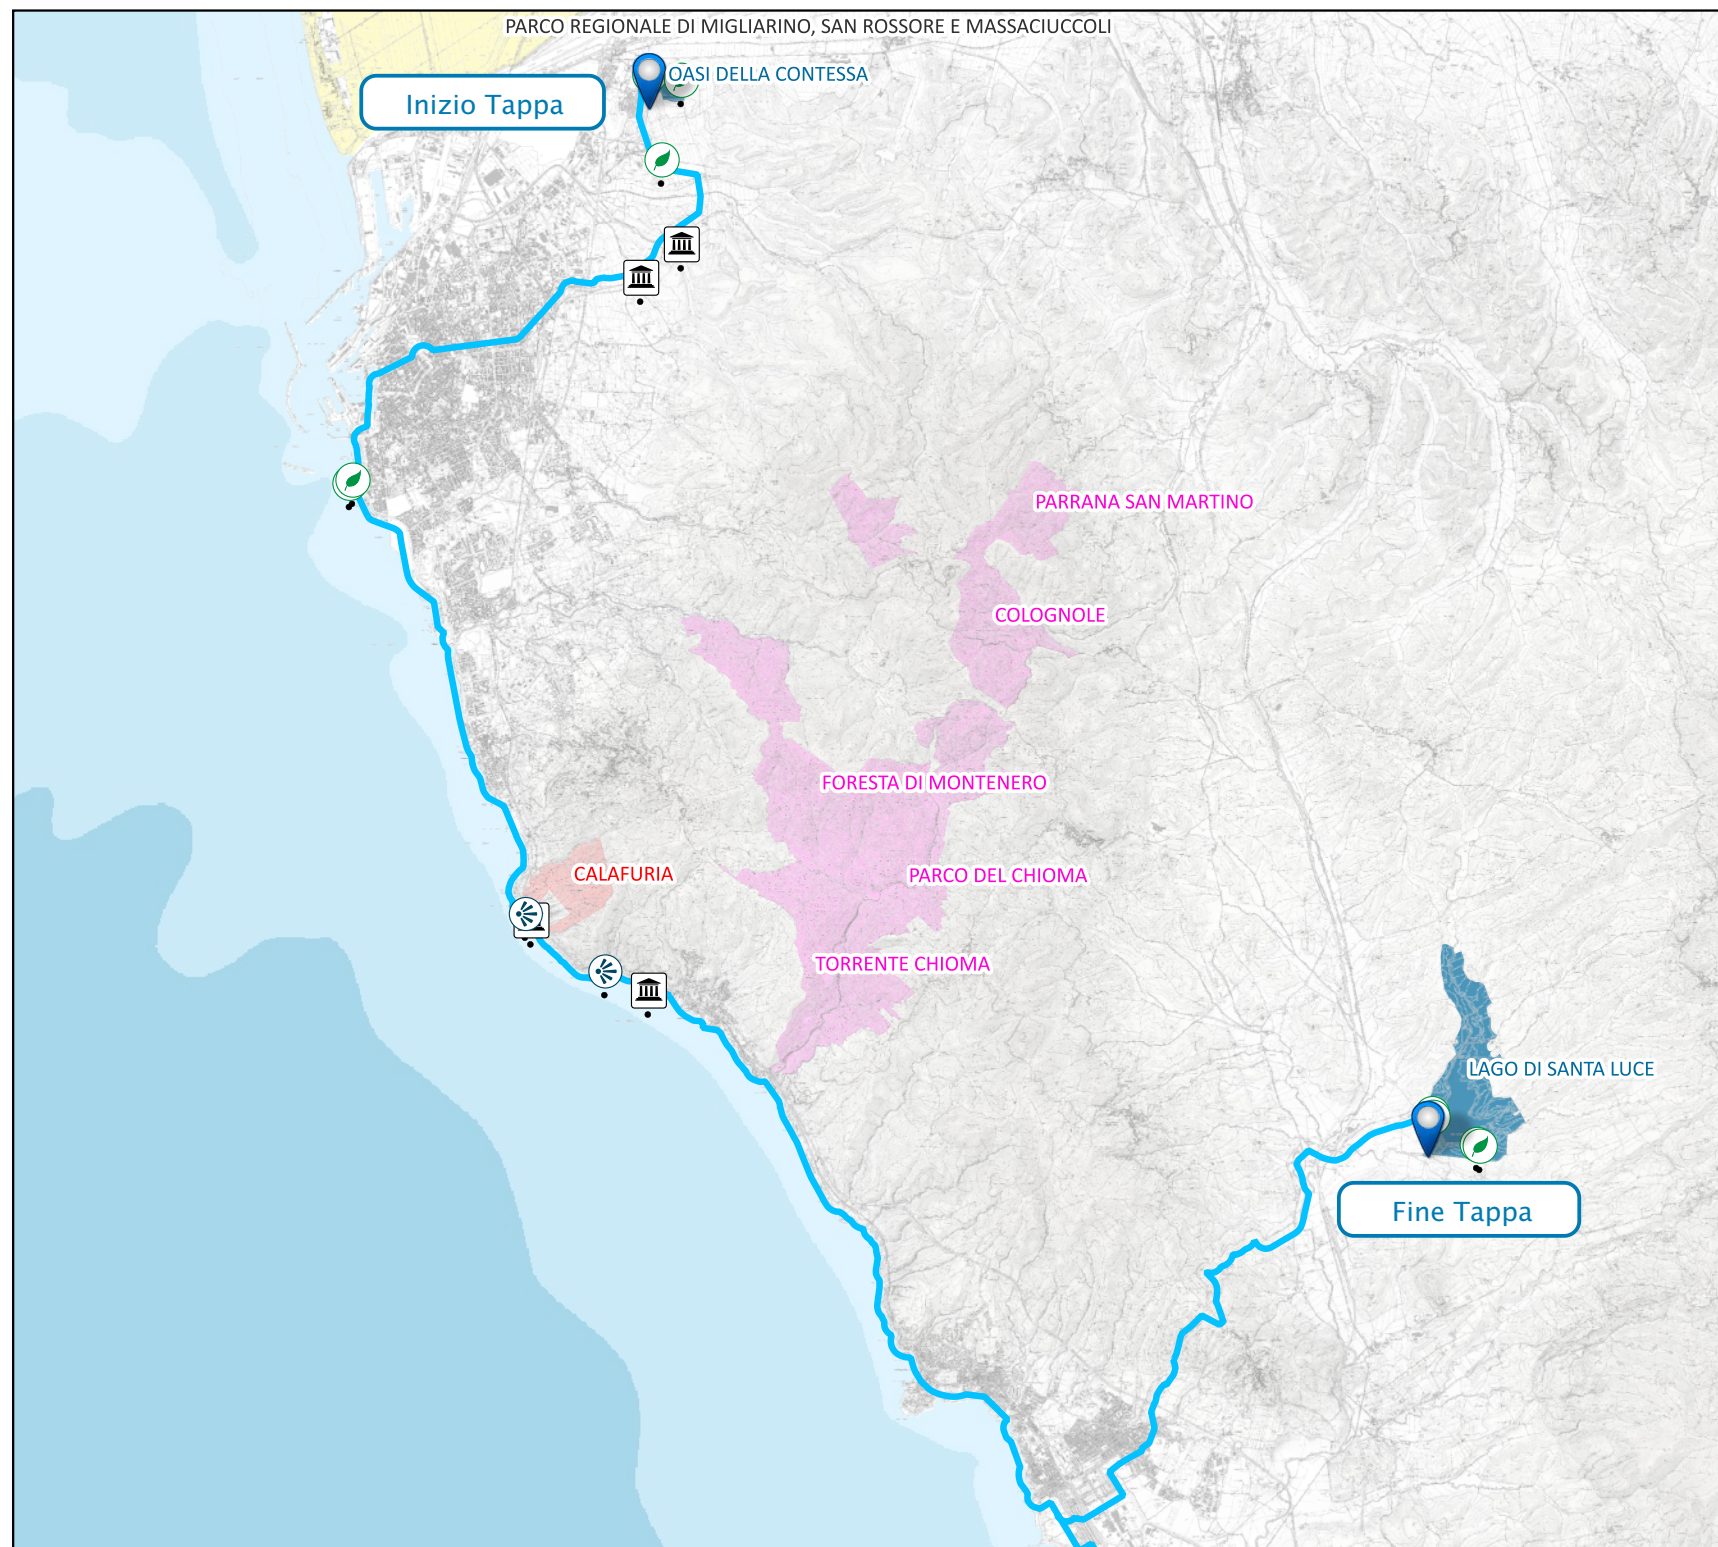 PARCO REGIONALE DI MIGLIARINO, SAN ROSSORE E MASSACIUCCOLI
OASI DELLA CONTESSA
Inizio Tappa
PARRANA SAN MARTINO
COLOGNOLE
FORESTA DI MONTENERO
CALAFURIA
PARCO DEL CHIOMA
TORRENTE CHIOMA
LAGO DI SANTA LUCE
Fine Tappa